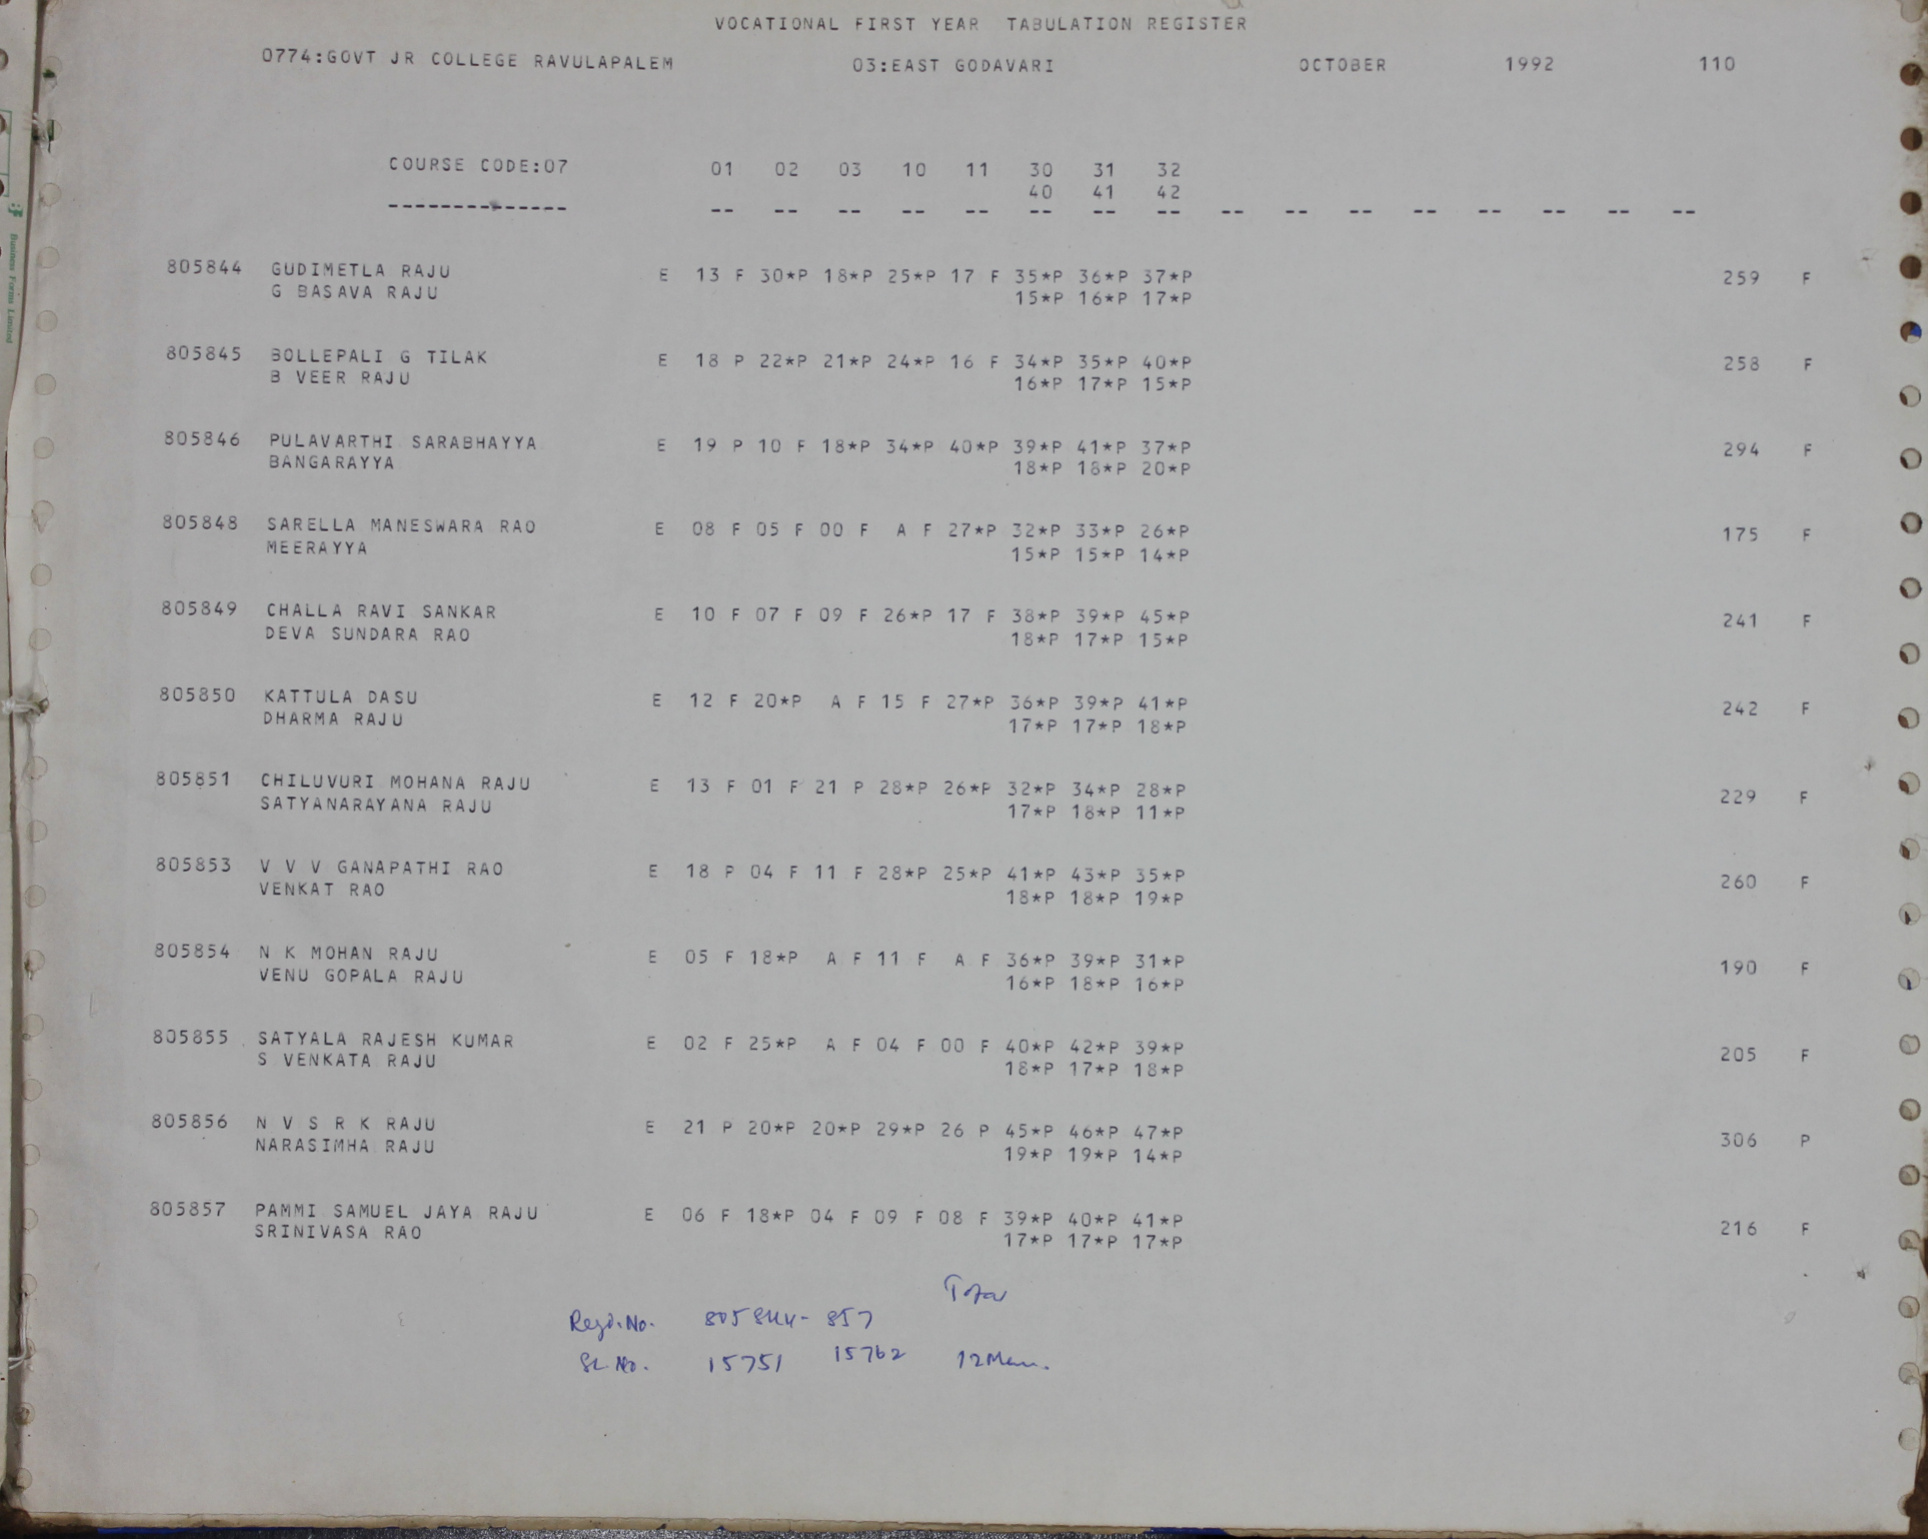 VOCATIONAL FIRST YEAR TABULATION REGISTER
0774:GOVT JR COLLEGE RAVULAPALEM 03:EAST GODAVARI OCTOBER 1992 110
COURSE CODE:07 01 02 03 10 11 30 31 32
40 41 42
-------------- -- -- -- -- -- -- -- -- -- -- -- -- -- -- -- --
805844 GUDIMETLA RAJU E 13 F 30*P 18*P 25*P 17 F 35*P 36*P 37*P 259 F
G BASAVA RAJU 15*P 16*P 17*P
805845 BOLLEPALI G TILAK E 18 P 22*P 21*P 24*P 16 F 34*P 35*P 40*P 258 F
B VEER RAJU 16*P 17*P 15*P
805846 PULAVARTHI SARABHAYYA E 19 P 10 F 18*P 34*P 40*P 39*P 41*P 37*P 294 F
BANGARAYYA 18*P 18*P 20*P
805848 SARELLA MANESWARA RAO E 08 F 05 F 00 F A F 27*P 32*P 33*P 26*P 175 F
MEERAYYA 15*P 15*P 14*P
805849 CHALLA RAVI SANKAR E 10 F 07 F 09 F 26*P 17 F 38*P 39*P 45*P 241 F
DEVA SUNDARA RAO 18*P 17*P 15*P
805850 KATTULA DASU E 12 F 20*P A F 15 F 27*P 36*P 39*P 41*P 242 F
DHARMA RAJU 17*P 17*P 18*P
805851 CHILUVURI MOHANA RAJU E 13 F 01 F 21 P 28*P 26*P 32*P 34*P 28*P 229 F
SATYANARAYANA RAJU 17*P 18*P 11*P
805853 V V V GANAPATHI RAO E 18 P 04 F 11 F 28*P 25*P 41*P 43*P 35*P 260 F
VENKAT RAO 18*P 18*P 19*P
805854 N K MOHAN RAJU E 05 F 18*P A F 11 F A F 36*P 39*P 31*P 190 F
VENU GOPALA RAJU 16*P 18*P 16*P
805855 SATYALA RAJESH KUMAR E 02 F 25*P A F 04 F 00 F 40*P 42*P 39*P 205 F
S VENKATA RAJU 18*P 17*P 18*P
805856 N V S R K RAJU E 21 P 20*P 20*P 29*P 26 P 45*P 46*P 47*P 306 P
NARASIMHA RAJU 19*P 19*P 14*P
805857 PAMMI SAMUEL JAYA RAJU E 06 F 18*P 04 F 09 F 08 F 39*P 40*P 41*P 216 F
SRINIVASA RAO 17*P 17*P 17*P
Regd.No. 805844- 857
Sl. No. 15751 15762 12
Business Forms Limited